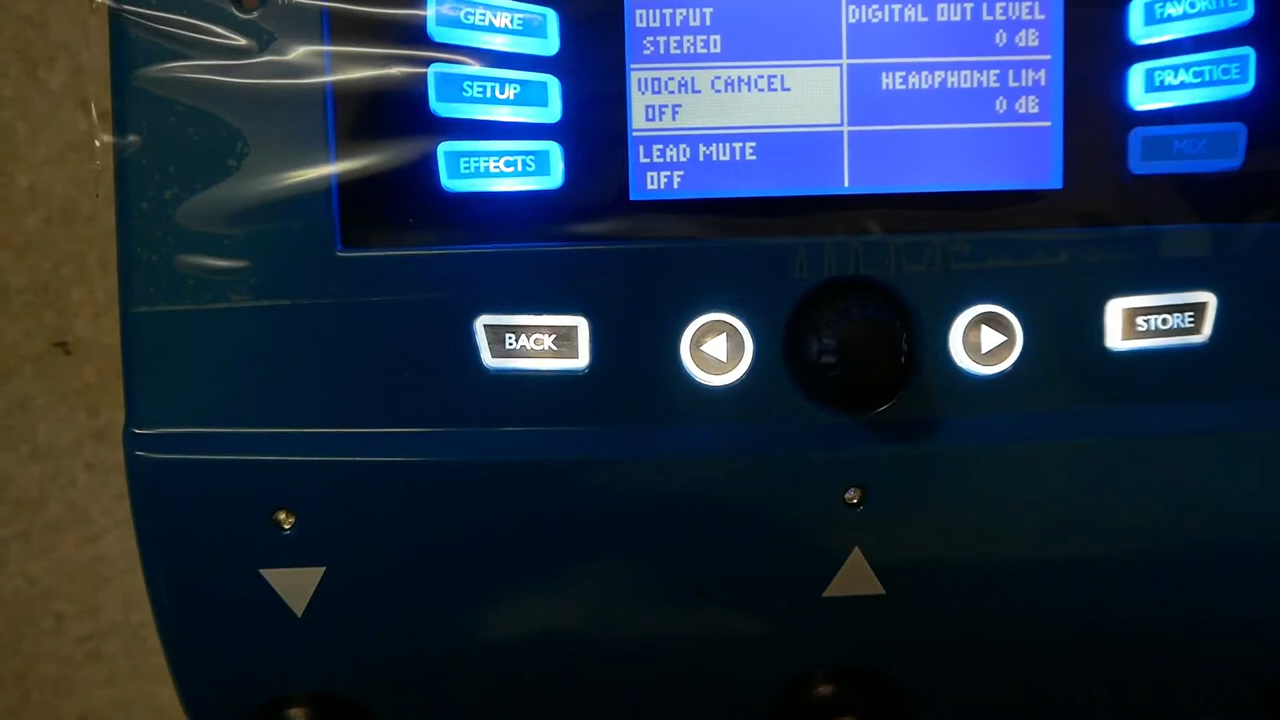 GENRE
SETUP
EFFECTS
OUTPUT
STEREO
VOCAL CANCEL
OFF
LEAD MUTE
OFF
DIGITAL OUT LEVEL
0 dB
HEADPHONE LIM
0 dB
FAVORITE
PRACTICE
MIX
BACK
STORE